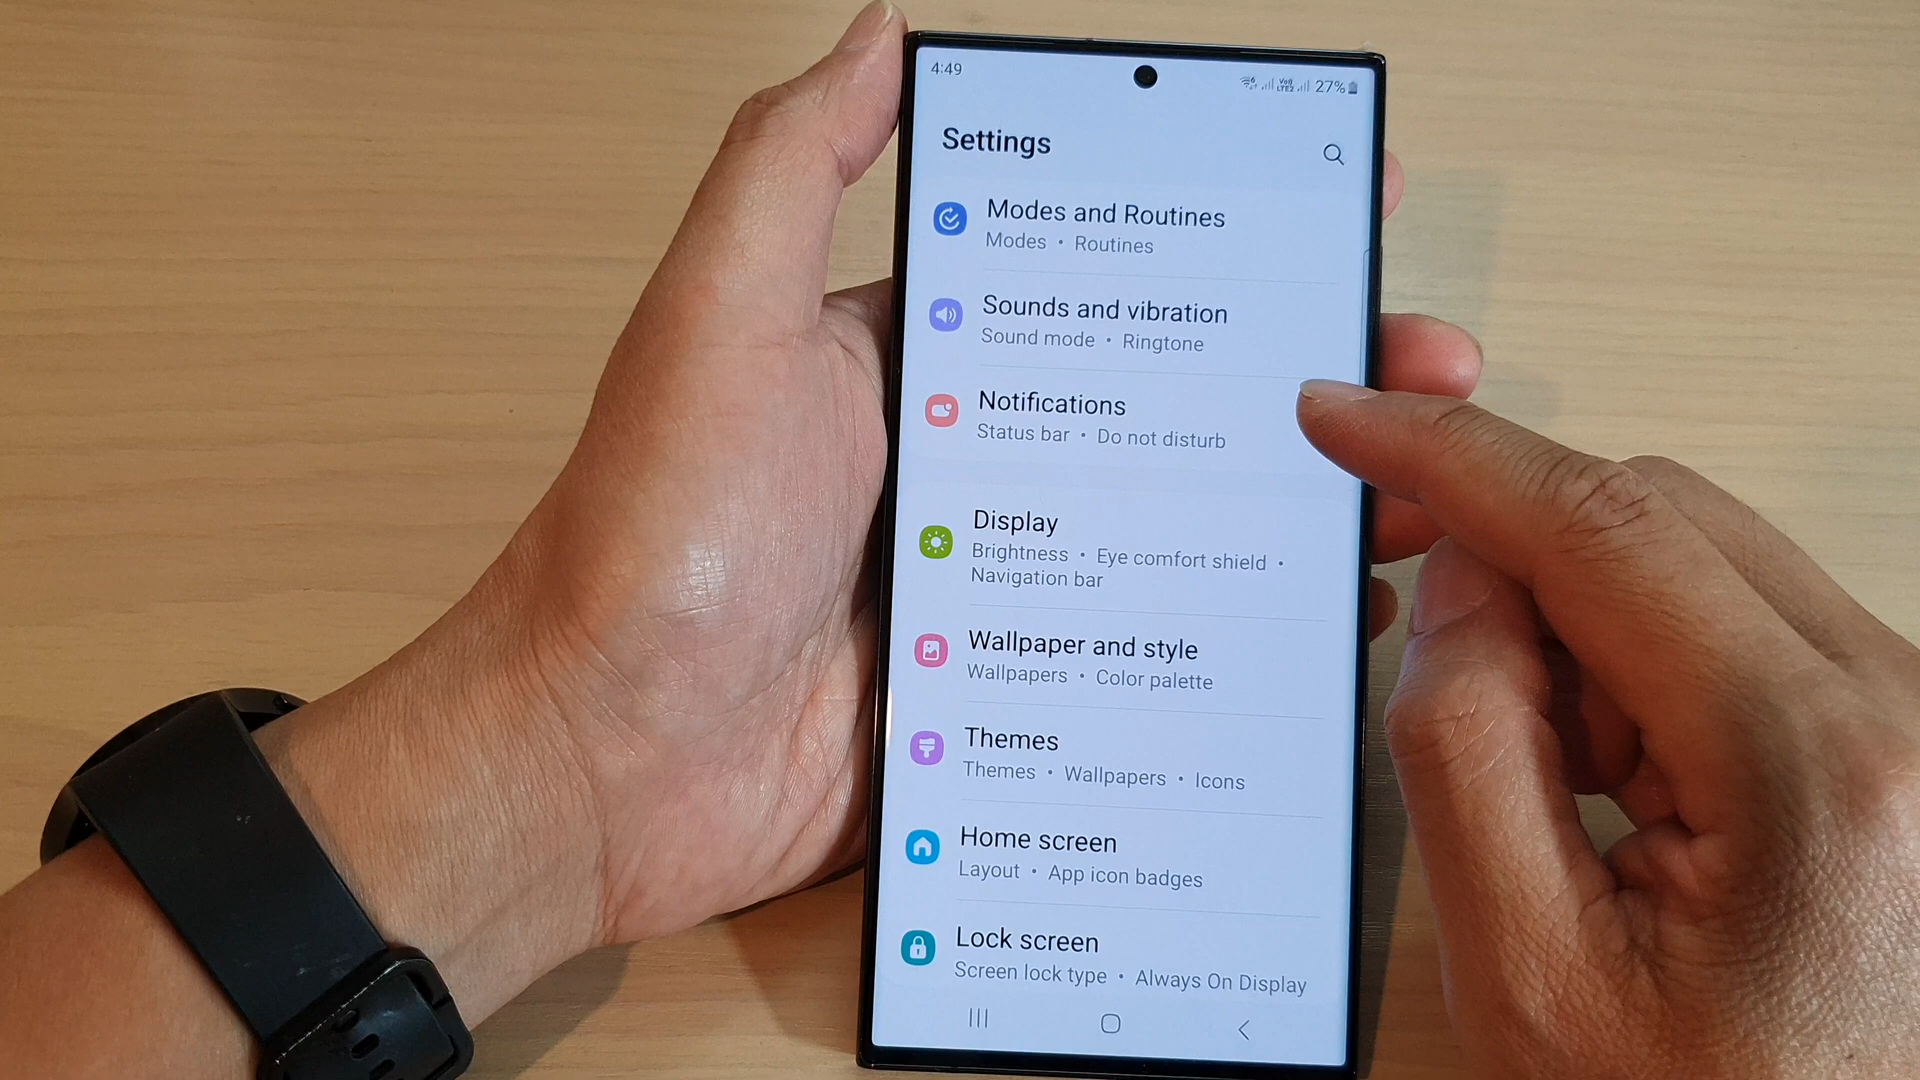 4:49
27%
Settings
Modes and Routines
Modes • Routines
Sounds and vibration
Sound mode • Ringtone
Notifications
Status bar • Do not disturb
Display
Brightness • Eye comfort shield •
Navigation bar
Wallpaper and style
Wallpapers • Color palette
Themes
Themes • Wallpapers • Icons
Home screen
Layout • App icon badges
Lock screen
Screen lock type • Always On Display